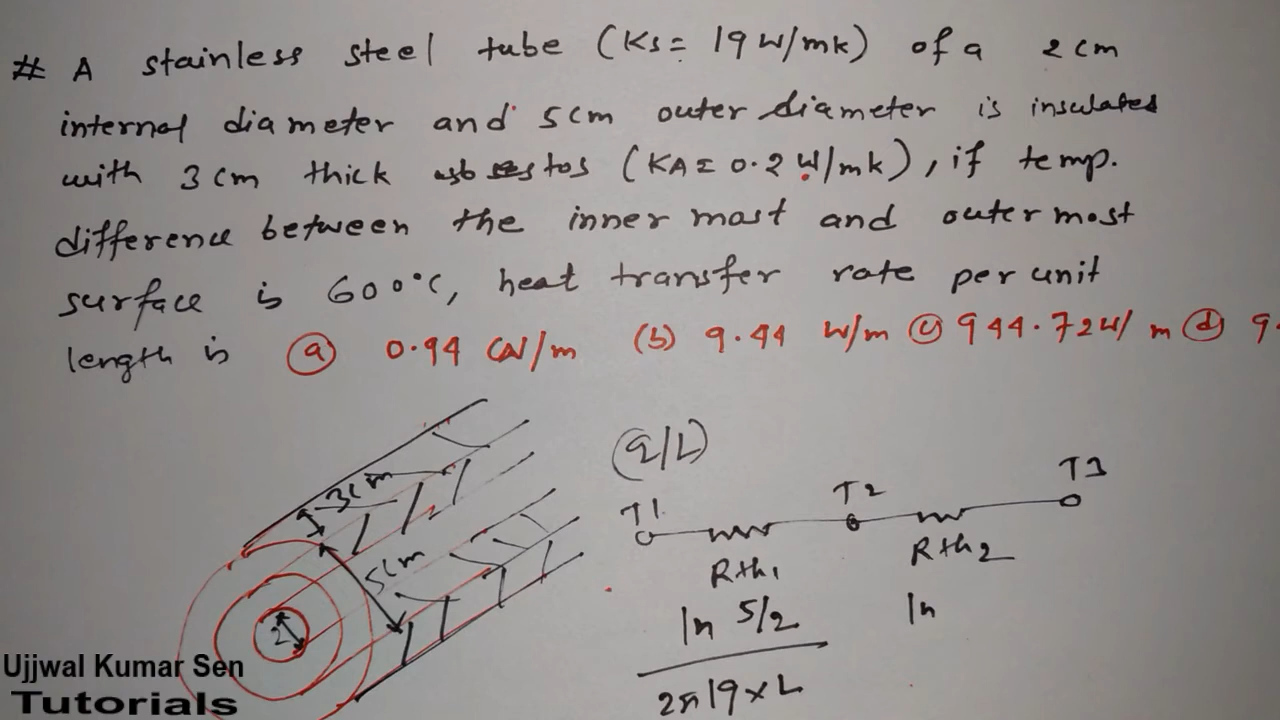 # A stainless steel tube (Ks = 19 W/mk) of a 2 cm
internal diameter and 5cm outer diameter is insulated
with 3 cm thick asbestos (KA = 0.2 W/mk), if temp.
difference between the inner most and outer most
surface is 600°C, heat transfer rate per unit
length is (a) 0.94 W/m (b) 9.44 W/m (c) 944.72 W/m (d) 9
3cm
5cm
2
(q/L)
T1 T2 T3
Rth1 Rth2
ln 5/2 ln
2π19×L
Ujjwal Kumar Sen
Tutorials